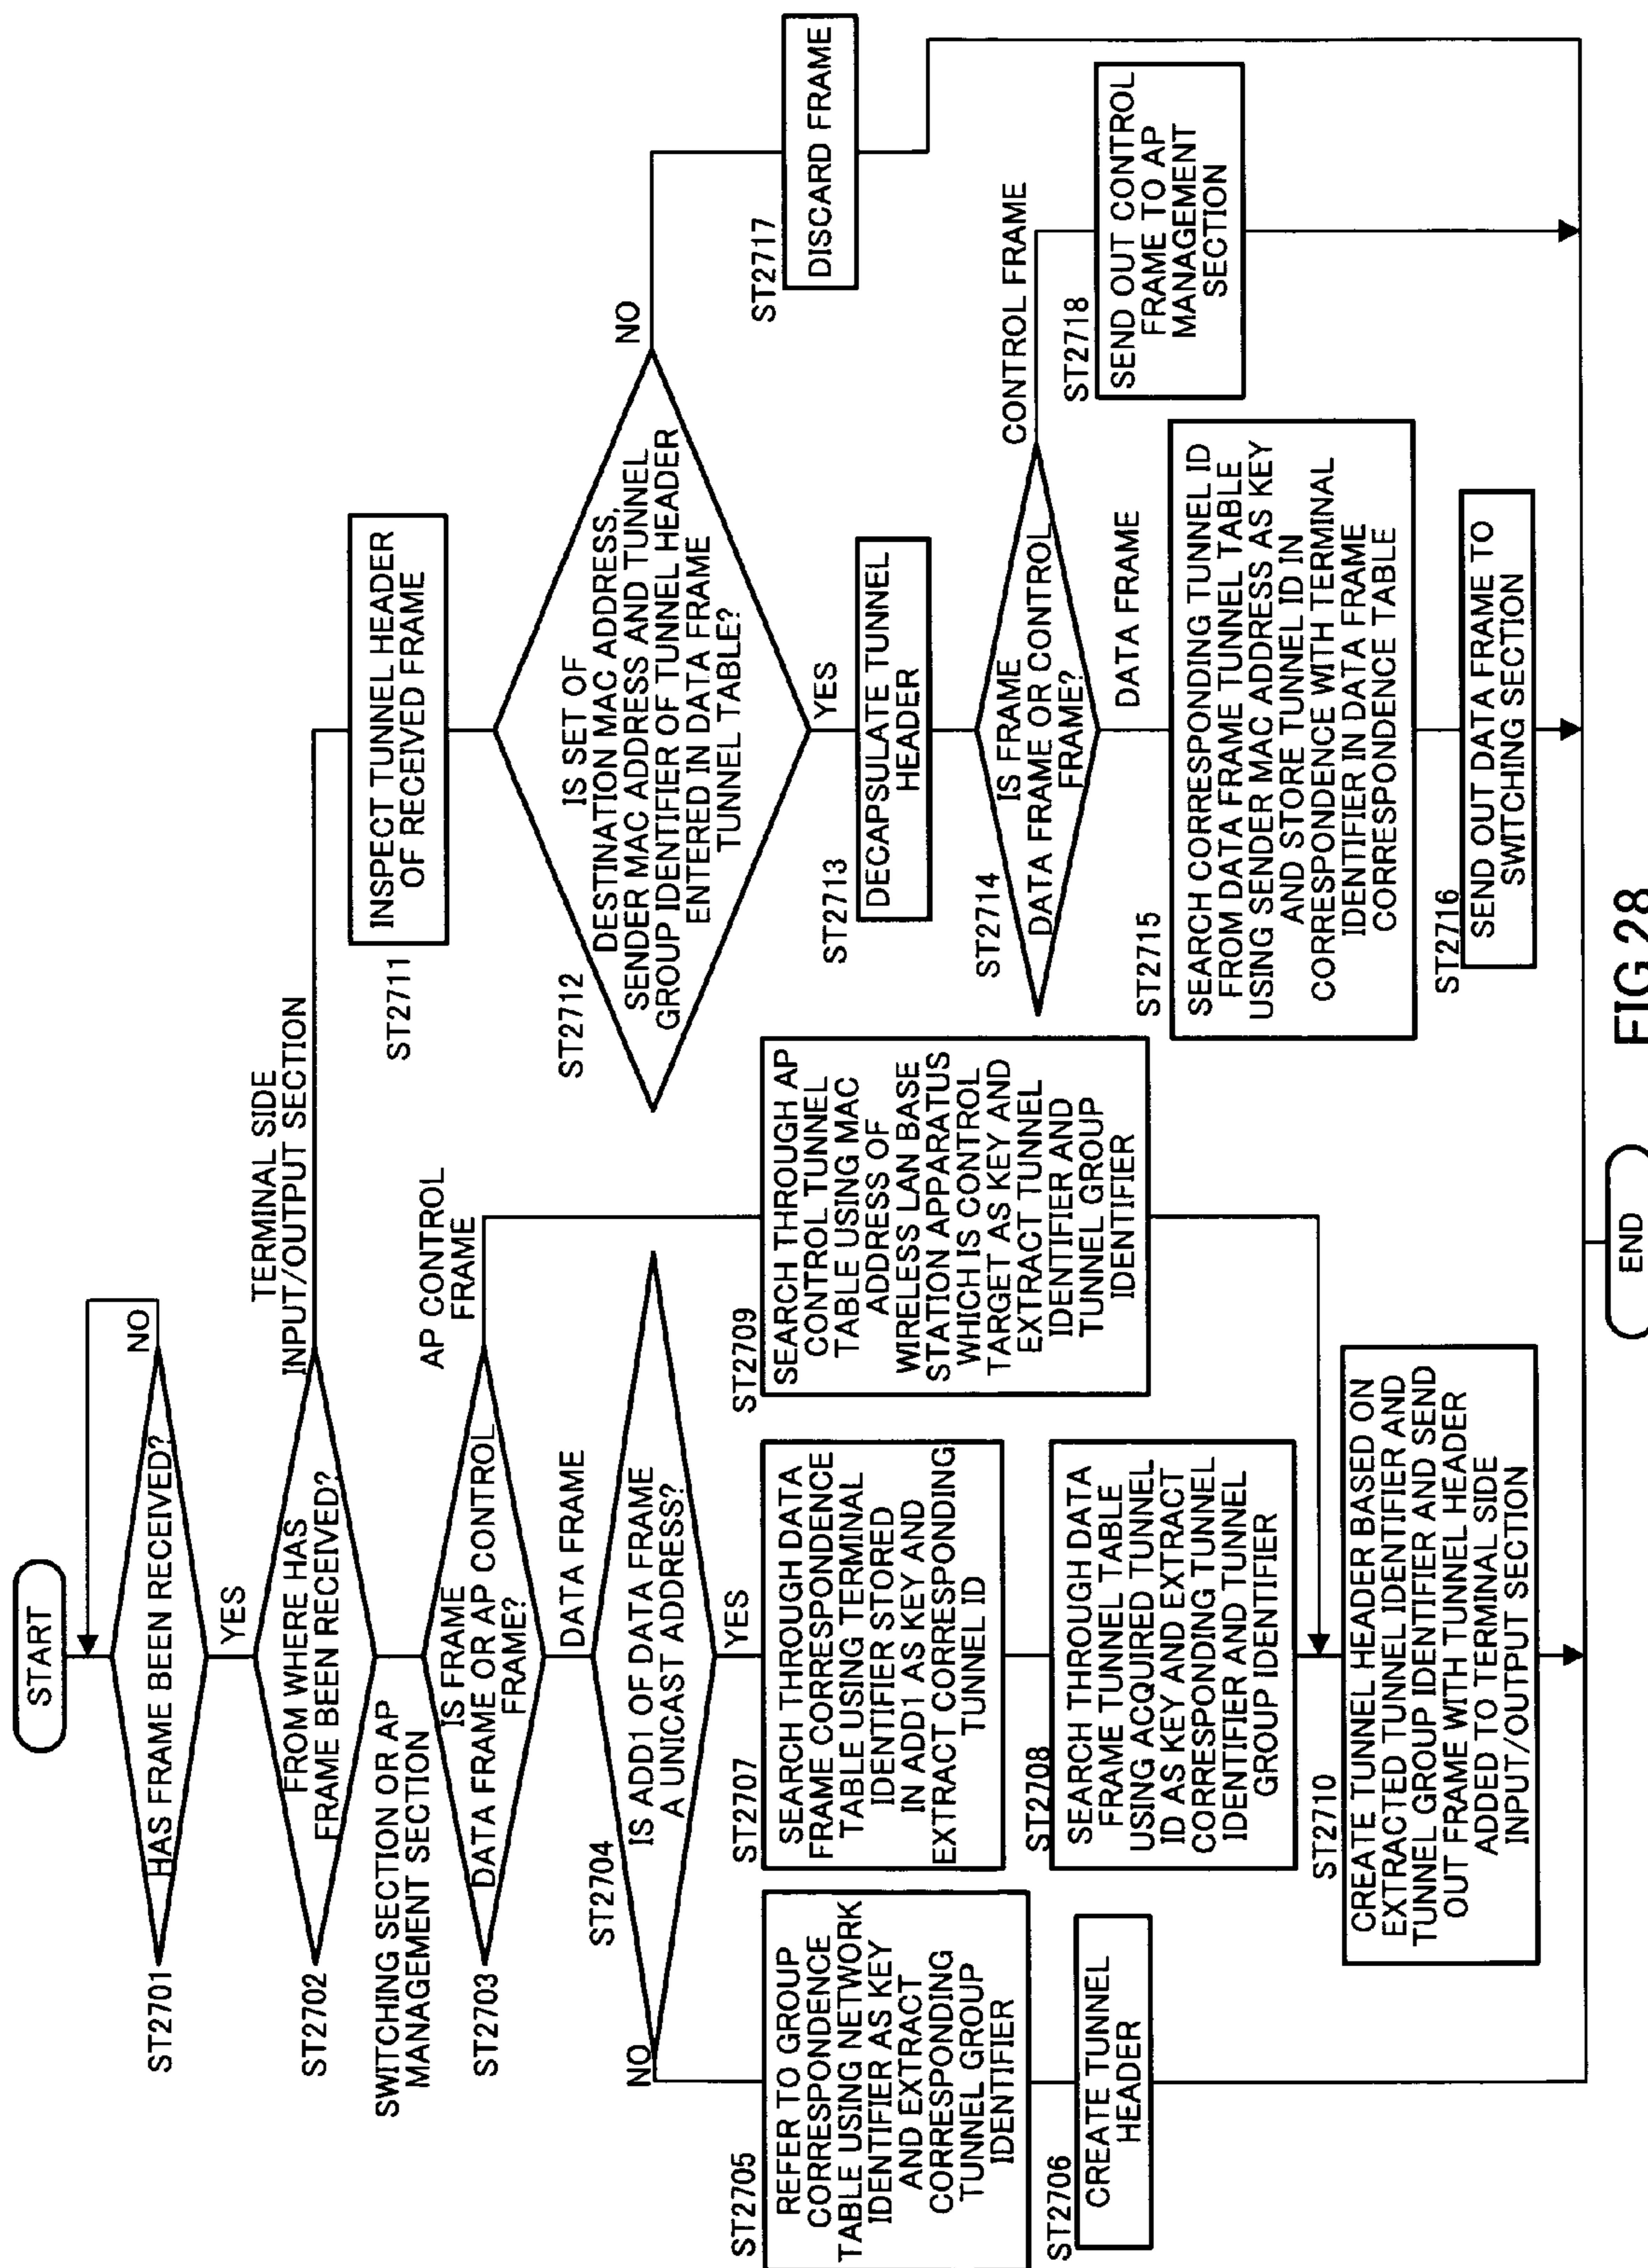 START
ST2701
HAS FRAME BEEN RECEIVED?
NO
YES
ST2702
FROM WHERE HAS
FRAME BEEN RECEIVED?
TERMINAL SIDE
INPUT/OUTPUT SECTION
SWITCHING SECTION OR AP
MANAGEMENT SECTION
ST2703
IS FRAME
DATA FRAME OR AP CONTROL
FRAME?
AP CONTROL
FRAME
DATA FRAME
ST2704
IS ADD1 OF DATA FRAME
A UNICAST ADDRESS?
NO
YES
ST2705
REFER TO GROUP
CORRESPONDENCE
TABLE USING NETWORK
IDENTIFIER AS KEY
AND EXTRACT
CORRESPONDING
TUNNEL GROUP
IDENTIFIER
ST2706
CREATE TUNNEL
HEADER
ST2707
SEARCH THROUGH DATA
FRAME CORRESPONDENCE
TABLE USING TERMINAL
IDENTIFIER STORED
IN ADD1 AS KEY AND
EXTRACT CORRESPONDING
TUNNEL ID
ST2708
SEARCH THROUGH DATA
FRAME TUNNEL TABLE
USING ACQUIRED TUNNEL
ID AS KEY AND EXTRACT
CORRESPONDING TUNNEL
IDENTIFIER AND TUNNEL
GROUP IDENTIFIER
ST2709
SEARCH THROUGH AP
CONTROL TUNNEL
TABLE USING MAC
ADDRESS OF
WIRELESS LAN BASE
STATION APPARATUS
WHICH IS CONTROL
TARGET AS KEY AND
EXTRACT TUNNEL
IDENTIFIER AND
TUNNEL GROUP
IDENTIFIER
ST2710
CREATE TUNNEL HEADER BASED ON
EXTRACTED TUNNEL IDENTIFIER AND
TUNNEL GROUP IDENTIFIER AND SEND
OUT FRAME WITH TUNNEL HEADER
ADDED TO TERMINAL SIDE
INPUT/OUTPUT SECTION
ST2711
INSPECT TUNNEL HEADER
OF RECEIVED FRAME
ST2712
IS SET OF
DESTINATION MAC ADDRESS,
SENDER MAC ADDRESS AND TUNNEL
GROUP IDENTIFIER OF TUNNEL HEADER
ENTERED IN DATA FRAME
TUNNEL TABLE?
NO
YES
ST2713
DECAPSULATE TUNNEL
HEADER
ST2714
IS FRAME
DATA FRAME OR CONTROL
FRAME?
CONTROL FRAME
DATA FRAME
ST2715
SEARCH CORRESPONDING TUNNEL ID
FROM DATA FRAME TUNNEL TABLE
USING SENDER MAC ADDRESS AS KEY
AND STORE TUNNEL ID IN
CORRESPONDENCE WITH TERMINAL
IDENTIFIER IN DATA FRAME
CORRESPONDENCE TABLE
ST2716
SEND OUT DATA FRAME TO
SWITCHING SECTION
ST2717
DISCARD FRAME
ST2718
SEND OUT CONTROL
FRAME TO AP
MANAGEMENT
SECTION
END
FIG.28